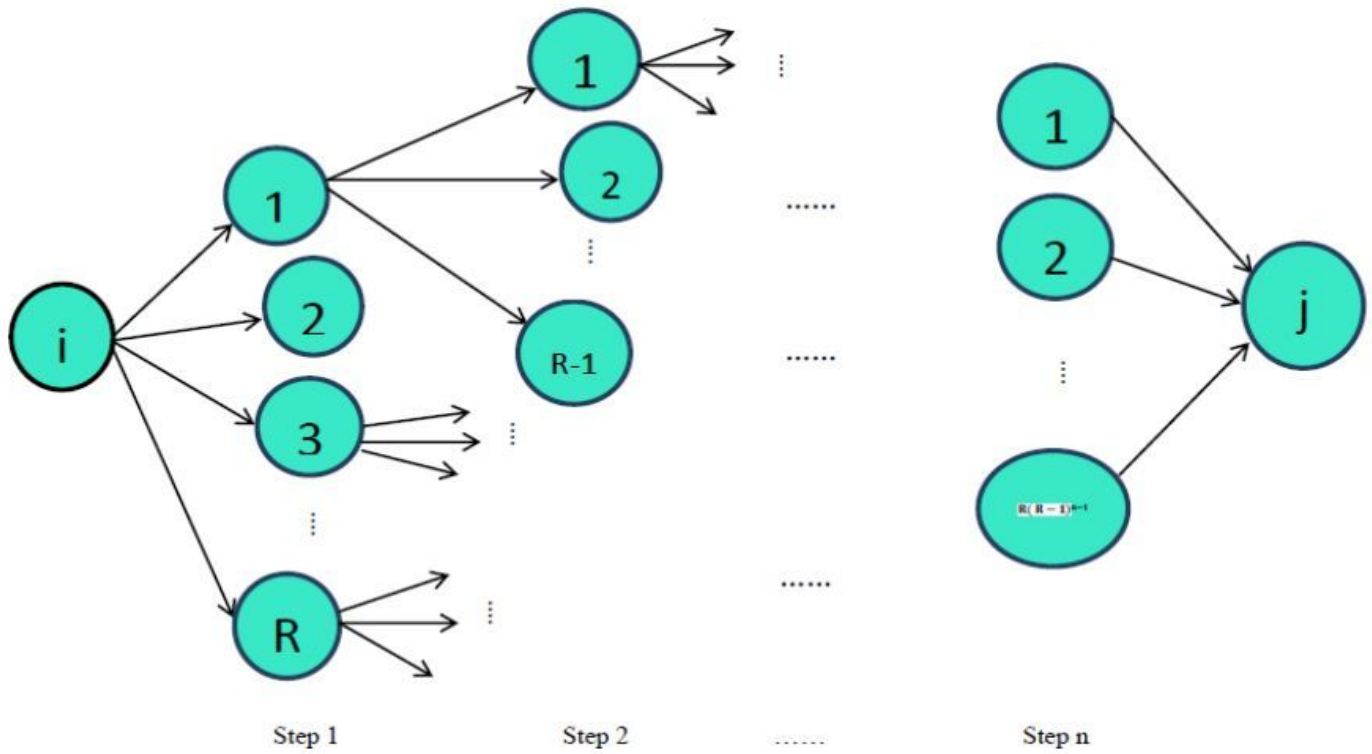 i
1
2
3
R
1
2
R-1
......
......
......
1
2
R(R − 1)ⁿ⁻¹
j
Step 1
Step 2
......
Step n